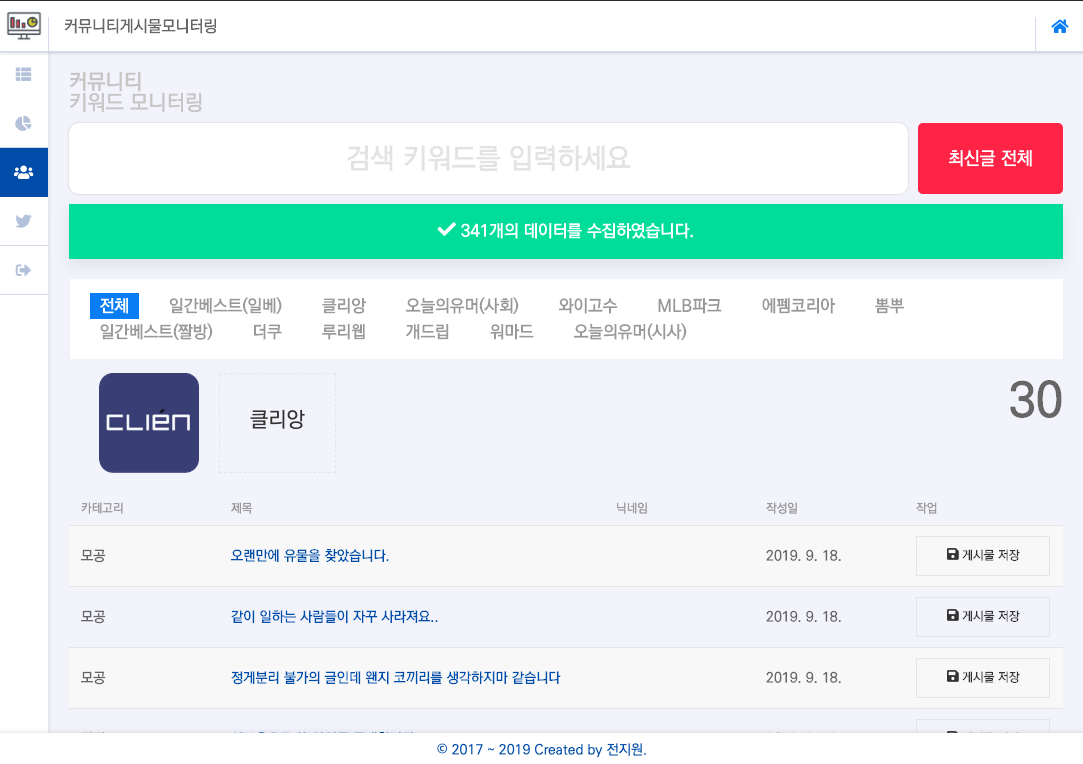 커뮤니티게시물모니터링
커뮤니티
키워드 모니터링
검색 키워드를 입력하세요
최신글 전체
341개의 데이터를 수집하였습니다.
전체 일간베스트(일베) 클리앙 오늘의유머(사회) 와이고수 MLB파크 에펨코리아 뽐뿌
일간베스트(짤방) 더쿠 루리웹 개드립 워마드 오늘의유머(시사)
CLIEN 클리앙 30
카테고리 제목 닉네임 작성일 작업
모공 오랜만에 유물을 찾았습니다. 2019. 9. 18. 게시물 저장
모공 같이 일하는 사람들이 자꾸 사라져요.. 2019. 9. 18. 게시물 저장
모공 정게분리 불가의 글인데 왠지 코끼리를 생각하지마 같습니다 2019. 9. 18. 게시물 저장
© 2017 ~ 2019 Created by 전지원.